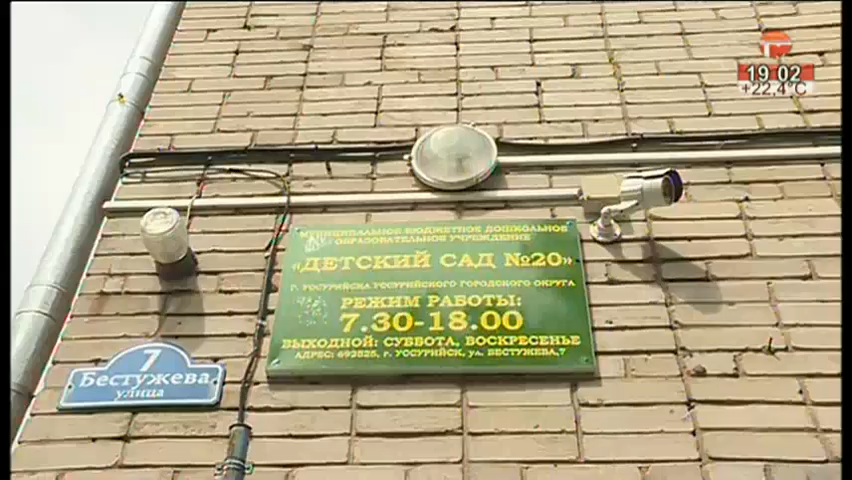 19 02
+22,4°C
МУНИЦИПАЛЬНОЕ БЮДЖЕТНОЕ ДОШКОЛЬНОЕ
ОБРАЗОВАТЕЛЬНОЕ УЧРЕЖДЕНИЕ
«ДЕТСКИЙ САД №20»
Г. УССУРИЙСКА УССУРИЙСКОГО ГОРОДСКОГО ОКРУГА
РЕЖИМ РАБОТЫ:
7.30-18.00
ВЫХОДНОЙ: СУББОТА, ВОСКРЕСЕНЬЕ
АДРЕС: 692525, г. УССУРИЙСК, ул. БЕСТУЖЕВА,7
7
Бестужева
улица